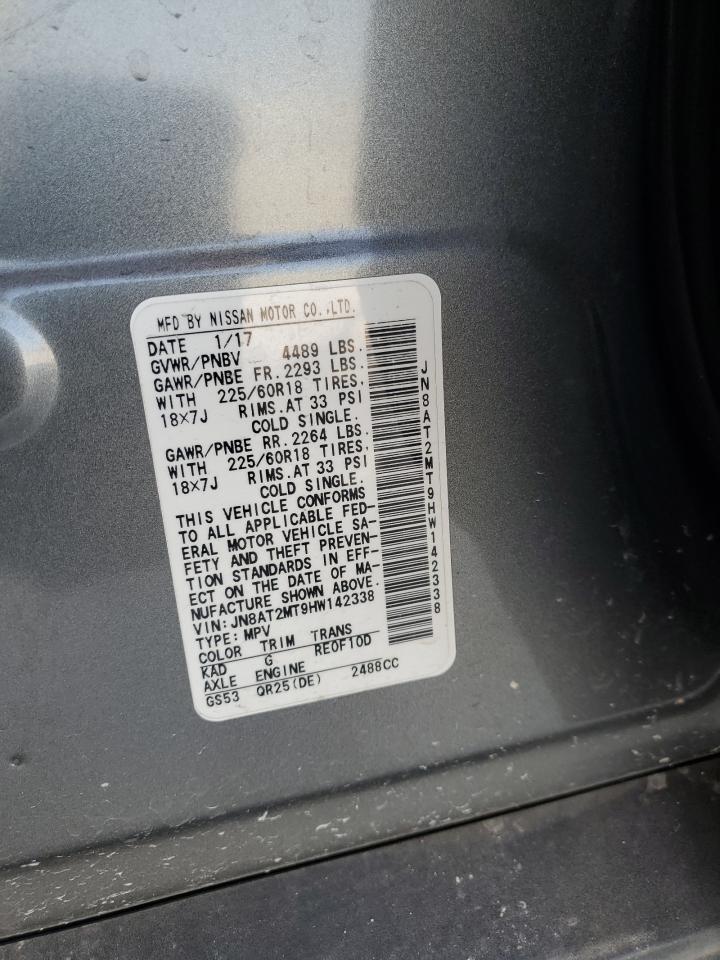 MFD BY NISSAN MOTOR CO.,LTD.
DATE 1/17
GVWR/PNBV 4489 LBS.
GAWR/PNBE FR. 2293 LBS.
WITH 225/60R18 TIRES,
18×7J RIMS.AT 33 PSI
COLD SINGLE.
GAWR/PNBE RR. 2264 LBS.
WITH 225/60R18 TIRES,
18×7J RIMS.AT 33 PSI
COLD SINGLE.
THIS VEHICLE CONFORMS
TO ALL APPLICABLE FED-
ERAL MOTOR VEHICLE SA-
FETY AND THEFT PREVEN-
TION STANDARDS IN EFF-
ECT ON THE DATE OF MA-
NUFACTURE SHOWN ABOVE.
VIN:JN8AT2MT9HW142338
TYPE:MPV
COLOR TRIM TRANS
KAD G RE0F10D
AXLE ENGINE
GS53 QR25(DE) 2488CC
JN8AT2MT9HW142338